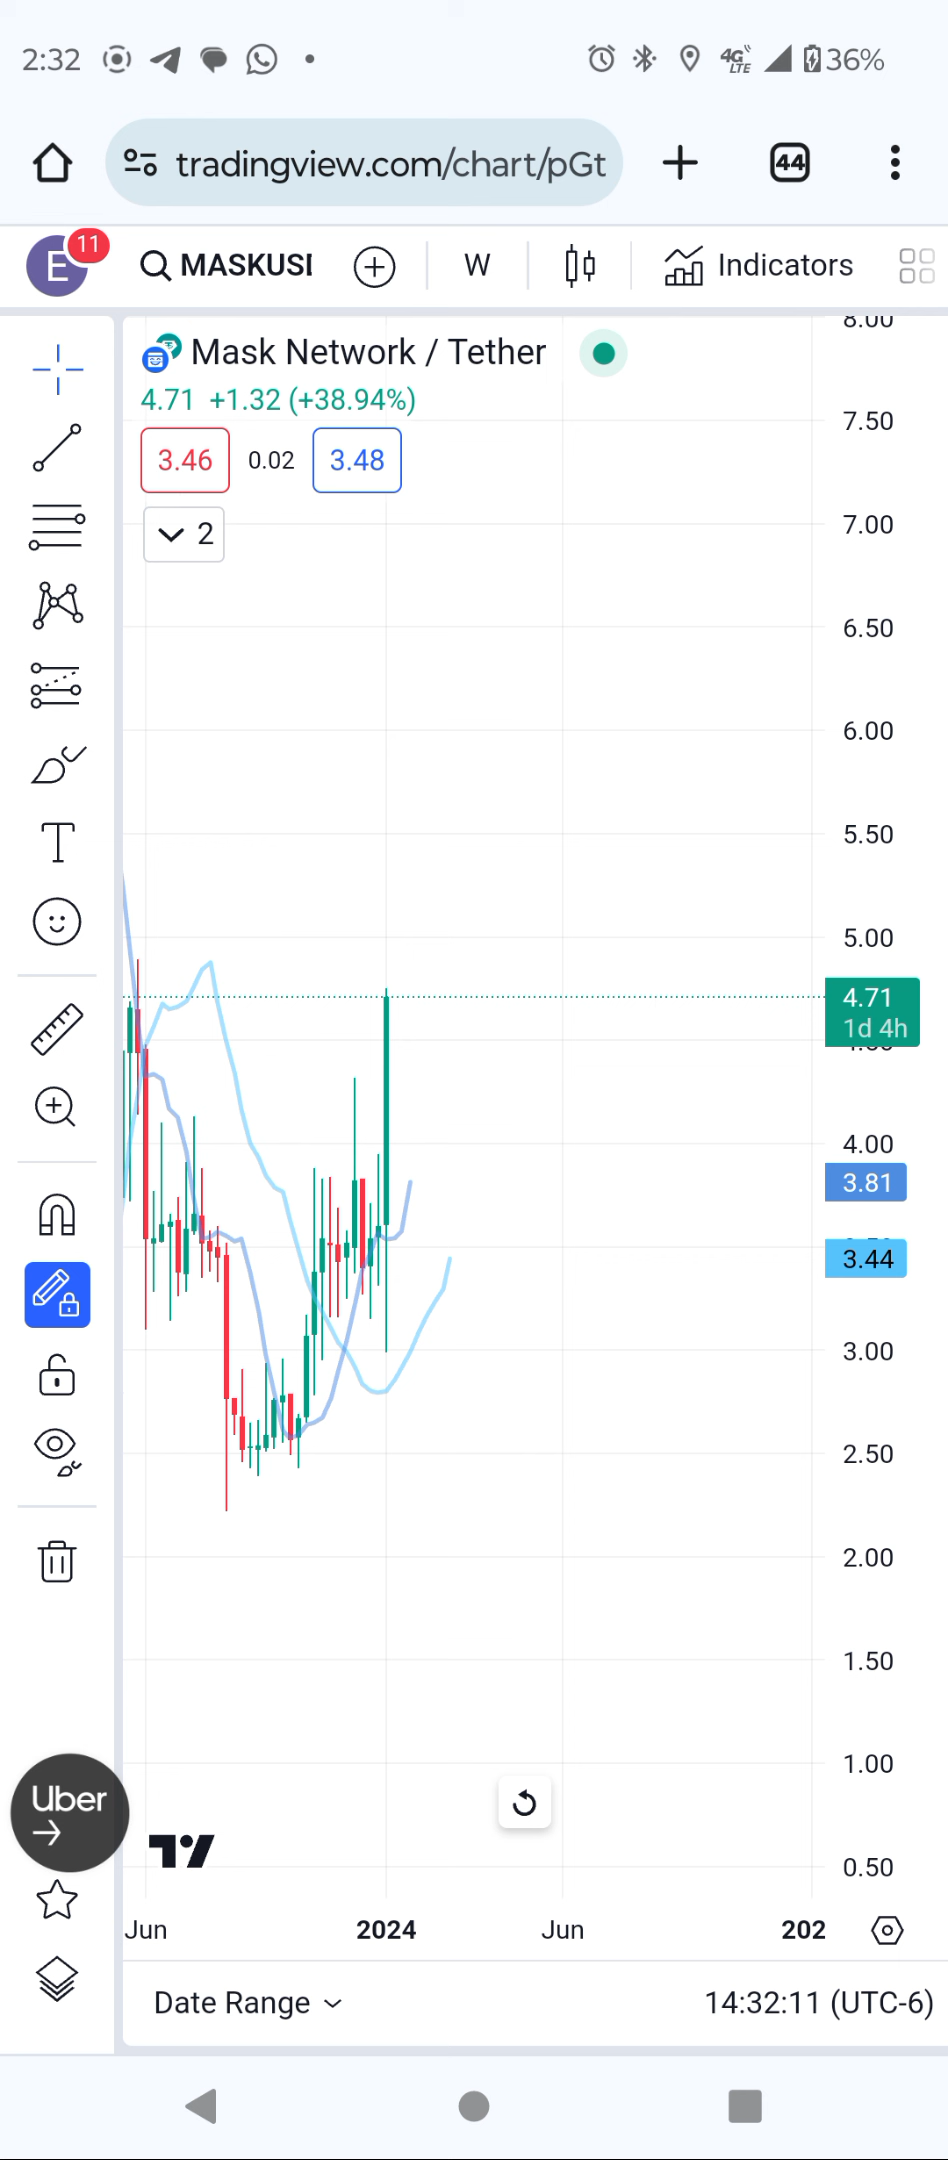 2:32 4G LTE 36%
tradingview.com/chart/pGt 44
E 11 MASKUSI W Indicators
Mask Network / Tether
4.71 +1.32 (+38.94%)
3.46 0.02 3.48
2
8.00
7.50
7.00
6.50
6.00
5.50
5.00
4.71
1d 4h
4.00
3.81
3.44
3.00
2.50
2.00
1.50
1.00
0.50
Uber
Jun 2024 Jun 202
Date Range 14:32:11 (UTC-6)